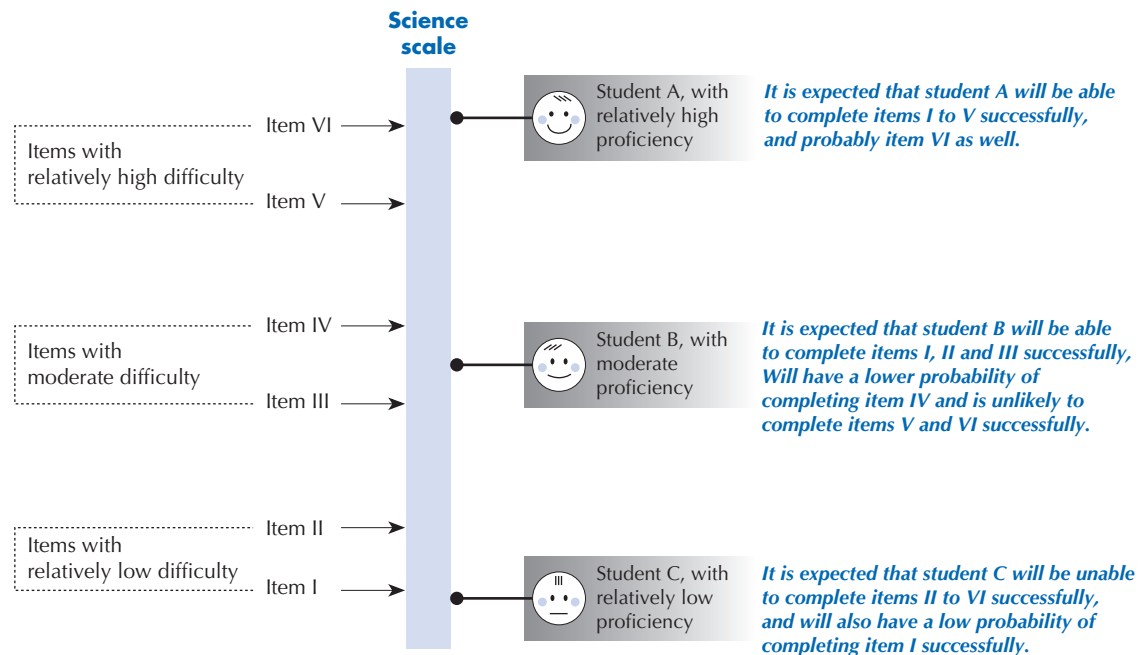 Science
scale
Item VI
Items with
relatively high difficulty
Item V
Student A, with
relatively high
proficiency
It is expected that student A will be able
to complete items I to V successfully,
and probably item VI as well.
Item IV
Items with
moderate difficulty
Item III
Student B, with
moderate
proficiency
It is expected that student B will be able
to complete items I, II and III successfully,
Will have a lower probability of
completing item IV and is unlikely to
complete items V and VI successfully.
Item II
Items with
relatively low difficulty
Item I
Student C, with
relatively low
proficiency
It is expected that student C will be unable
to complete items II to VI successfully,
and will also have a low probability of
completing item I successfully.